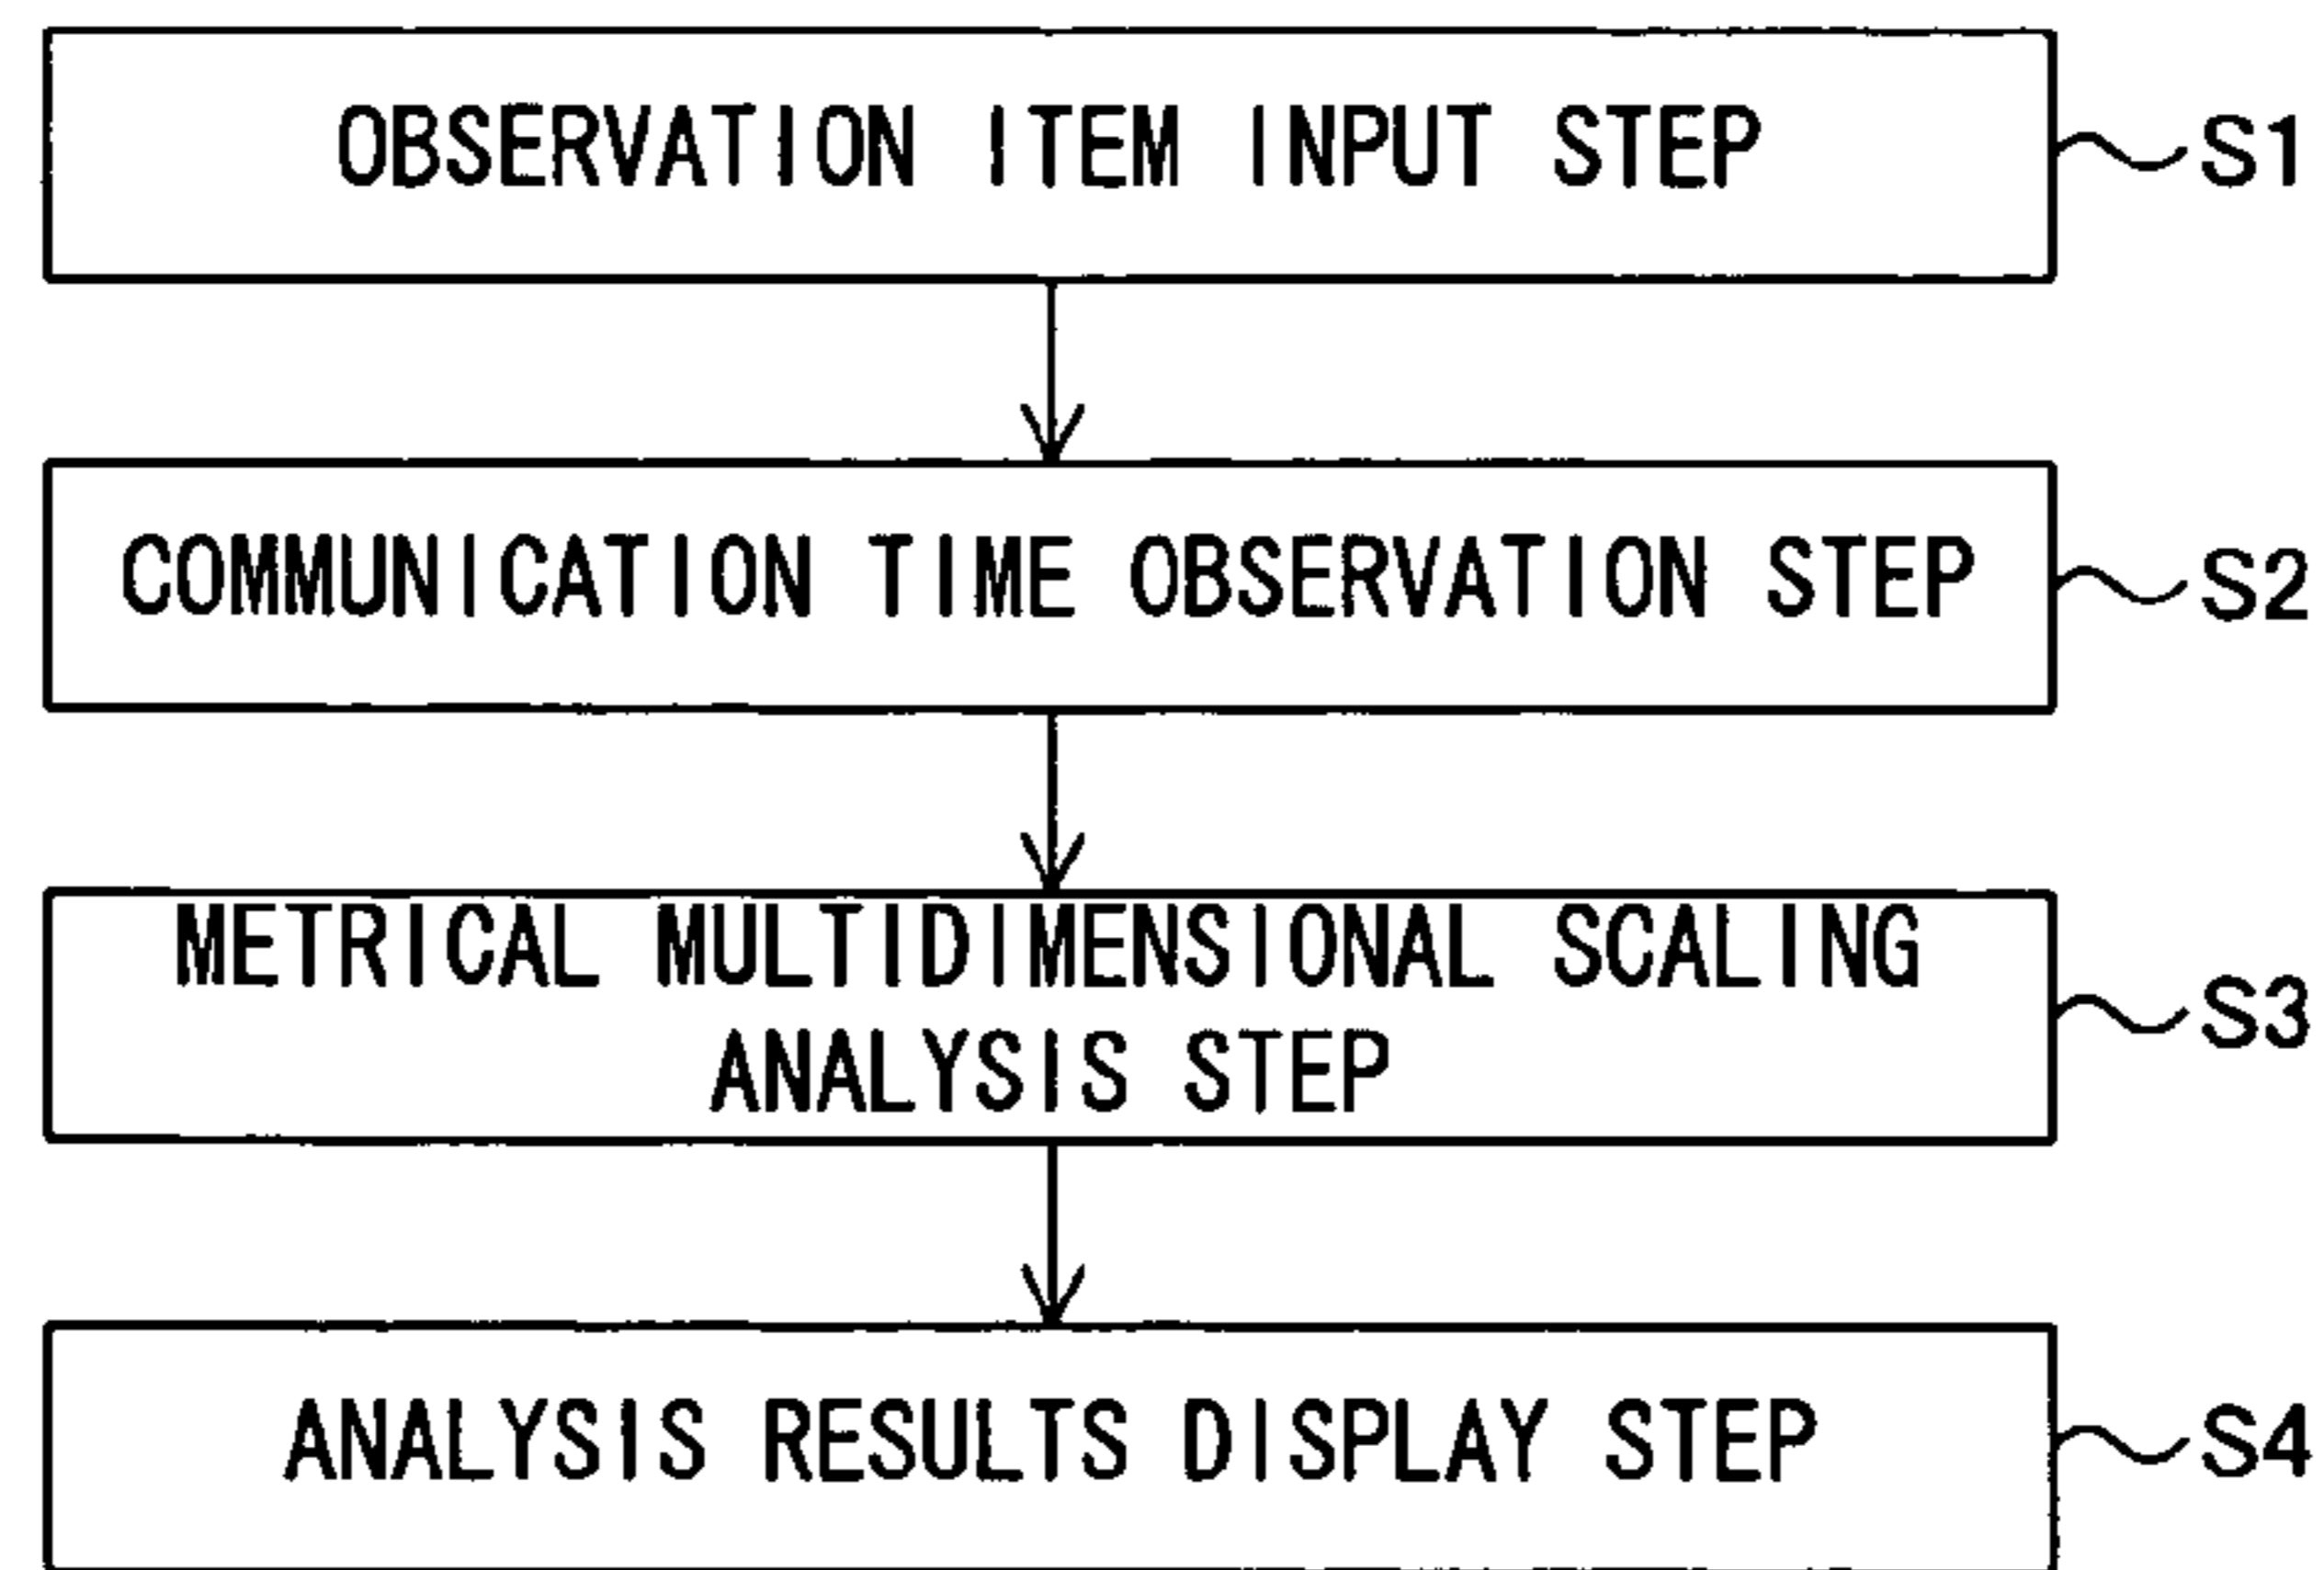 OBSERVATION ITEM INPUT STEP S1
COMMUNICATION TIME OBSERVATION STEP S2
METRICAL MULTIDIMENSIONAL SCALING
ANALYSIS STEP S3
ANALYSIS RESULTS DISPLAY STEP S4